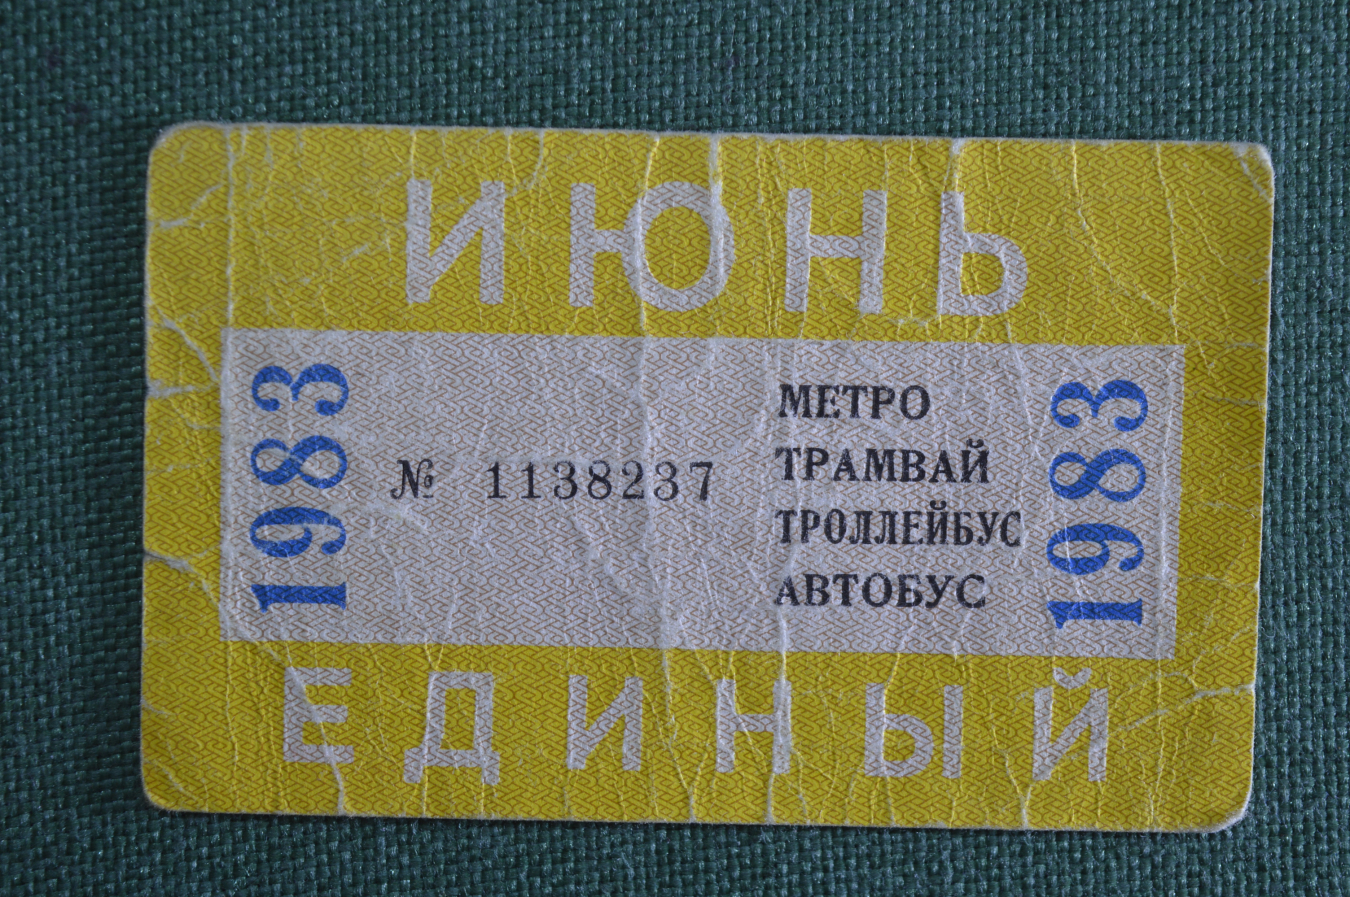 ИЮНЬ
1983
№ 1138237
МЕТРО
ТРАМВАЙ
ТРОЛЛЕЙБУС
АВТОБУС
1983
ЕДИНЫЙ